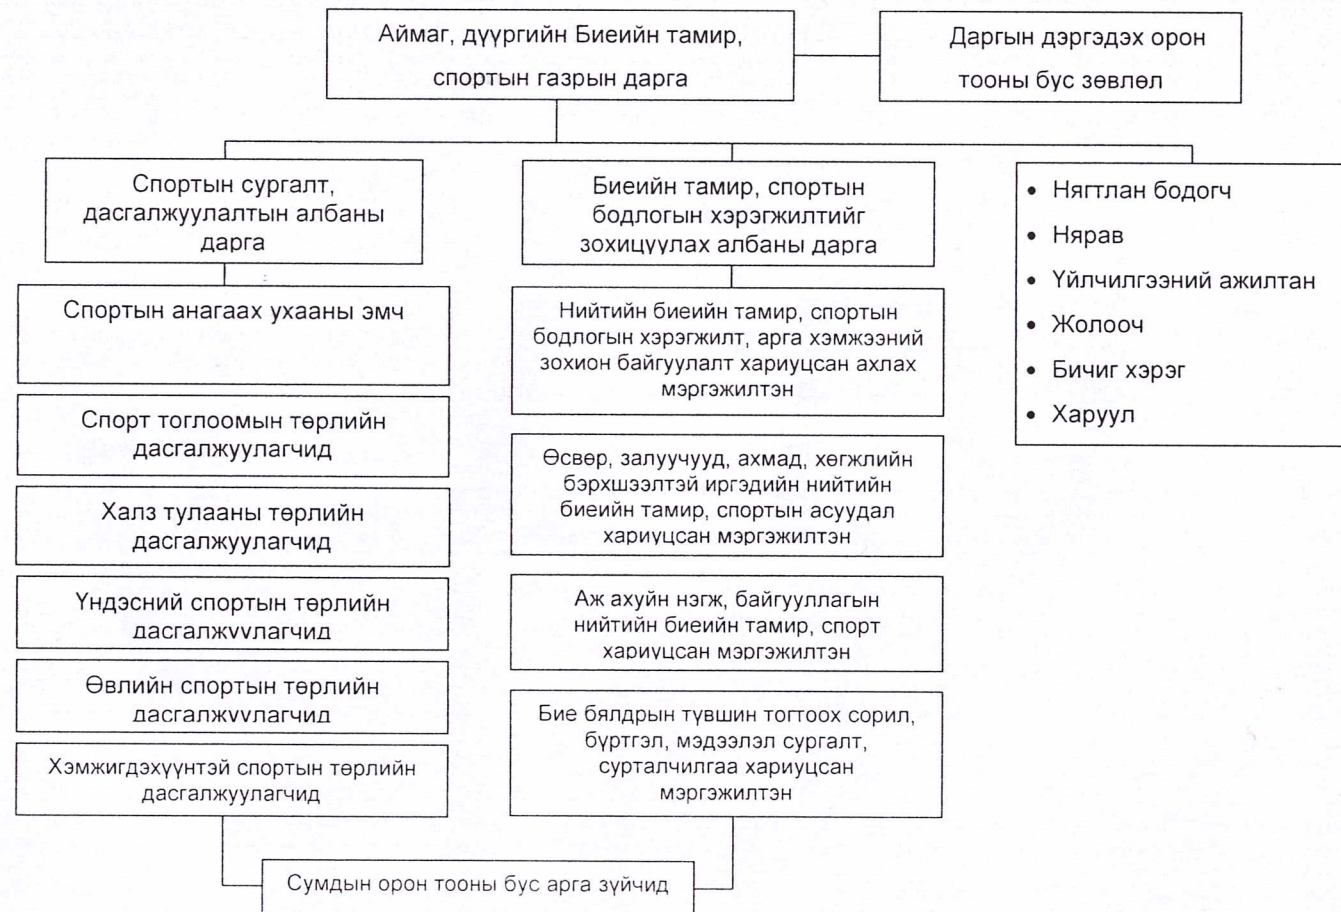 Аймаг, дүүргийн Биеийн тамир,
спортын газрын дарга
Даргын дэргэдэх орон
тооны бус зөвлөл
Спортын сургалт,
дасгалжуулалтын албаны
дарга
Спортын анагаах ухааны эмч
Спорт тоглоомын төрлийн
дасгалжуулагчид
Халз тулааны төрлийн
дасгалжуулагчид
Үндэсний спортын төрлийн
дасгалжуулагчид
Өвлийн спортын төрлийн
дасгалжуулагчид
Хэмжигдэхүүнтэй спортын төрлийн
дасгалжуулагчид
Биеийн тамир, спортын
бодлогын хэрэгжилтийг
зохицуулах албаны дарга
Нийтийн биеийн тамир, спортын
бодлогын хэрэгжилт, арга хэмжээний
зохион байгуулалт хариуцсан ахлах
мэргэжилтэн
Өсвөр, залуучууд, ахмад, хөгжлийн
бэрхшээлтэй иргэдийн нийтийн
биеийн тамир, спортын асуудал
хариуцсан мэргэжилтэн
Аж ахуйн нэгж, байгууллагын
нийтийн биеийн тамир, спорт
хариуцсан мэргэжилтэн
Бие бялдрын түвшин тогтоох сорил,
бүртгэл, мэдээлэл сургалт,
сурталчилгаа хариуцсан
мэргэжилтэн
• Нягтлан бодогч
• Нярав
• Үйлчилгээний ажилтан
• Жолооч
• Бичиг хэрэг
• Харуул
Сумдын орон тооны бус арга зүйчид